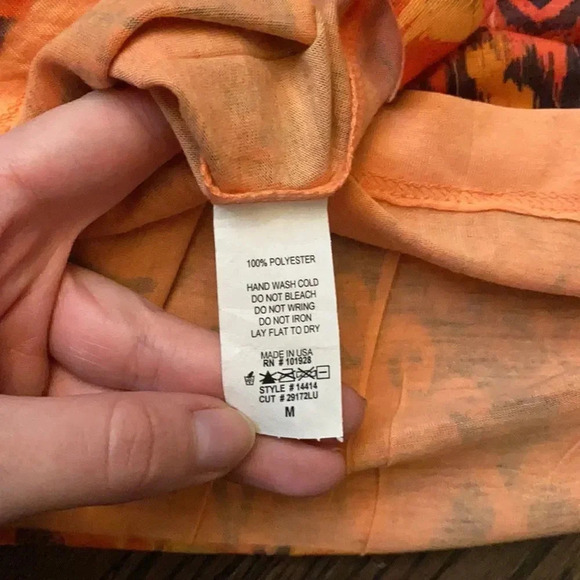 100% POLYESTER
HAND WASH COLD
DO NOT BLEACH
DO NOT WRING
DO NOT IRON
LAY FLAT TO DRY
MADE IN USA
RN # 101928
STYLE # 14414
CUT # 29172LU
M